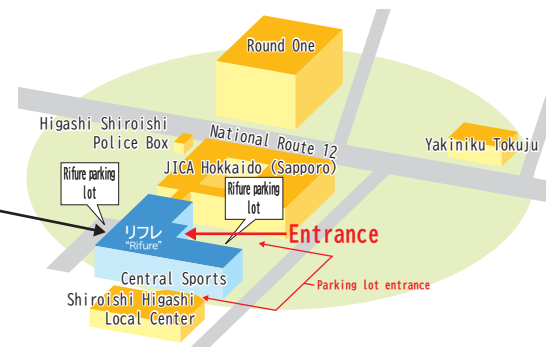 Round One
National Route 12
Higashi Shiroishi
Police Box
Yakiniku Tokuju
JICA Hokkaido (Sapporo)
Rifure parking
lot
Rifure parking
lot
リフレ
"Rifure"
Entrance
Central Sports
Parking lot entrance
Shiroishi Higashi
Local Center